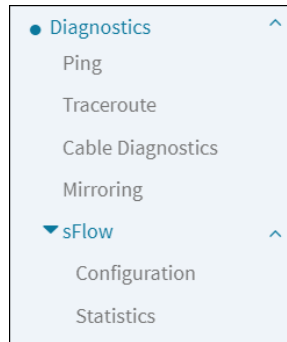 Diagnostics
Ping
Traceroute
Cable Diagnostics
Mirroring
sFlow
Configuration
Statistics